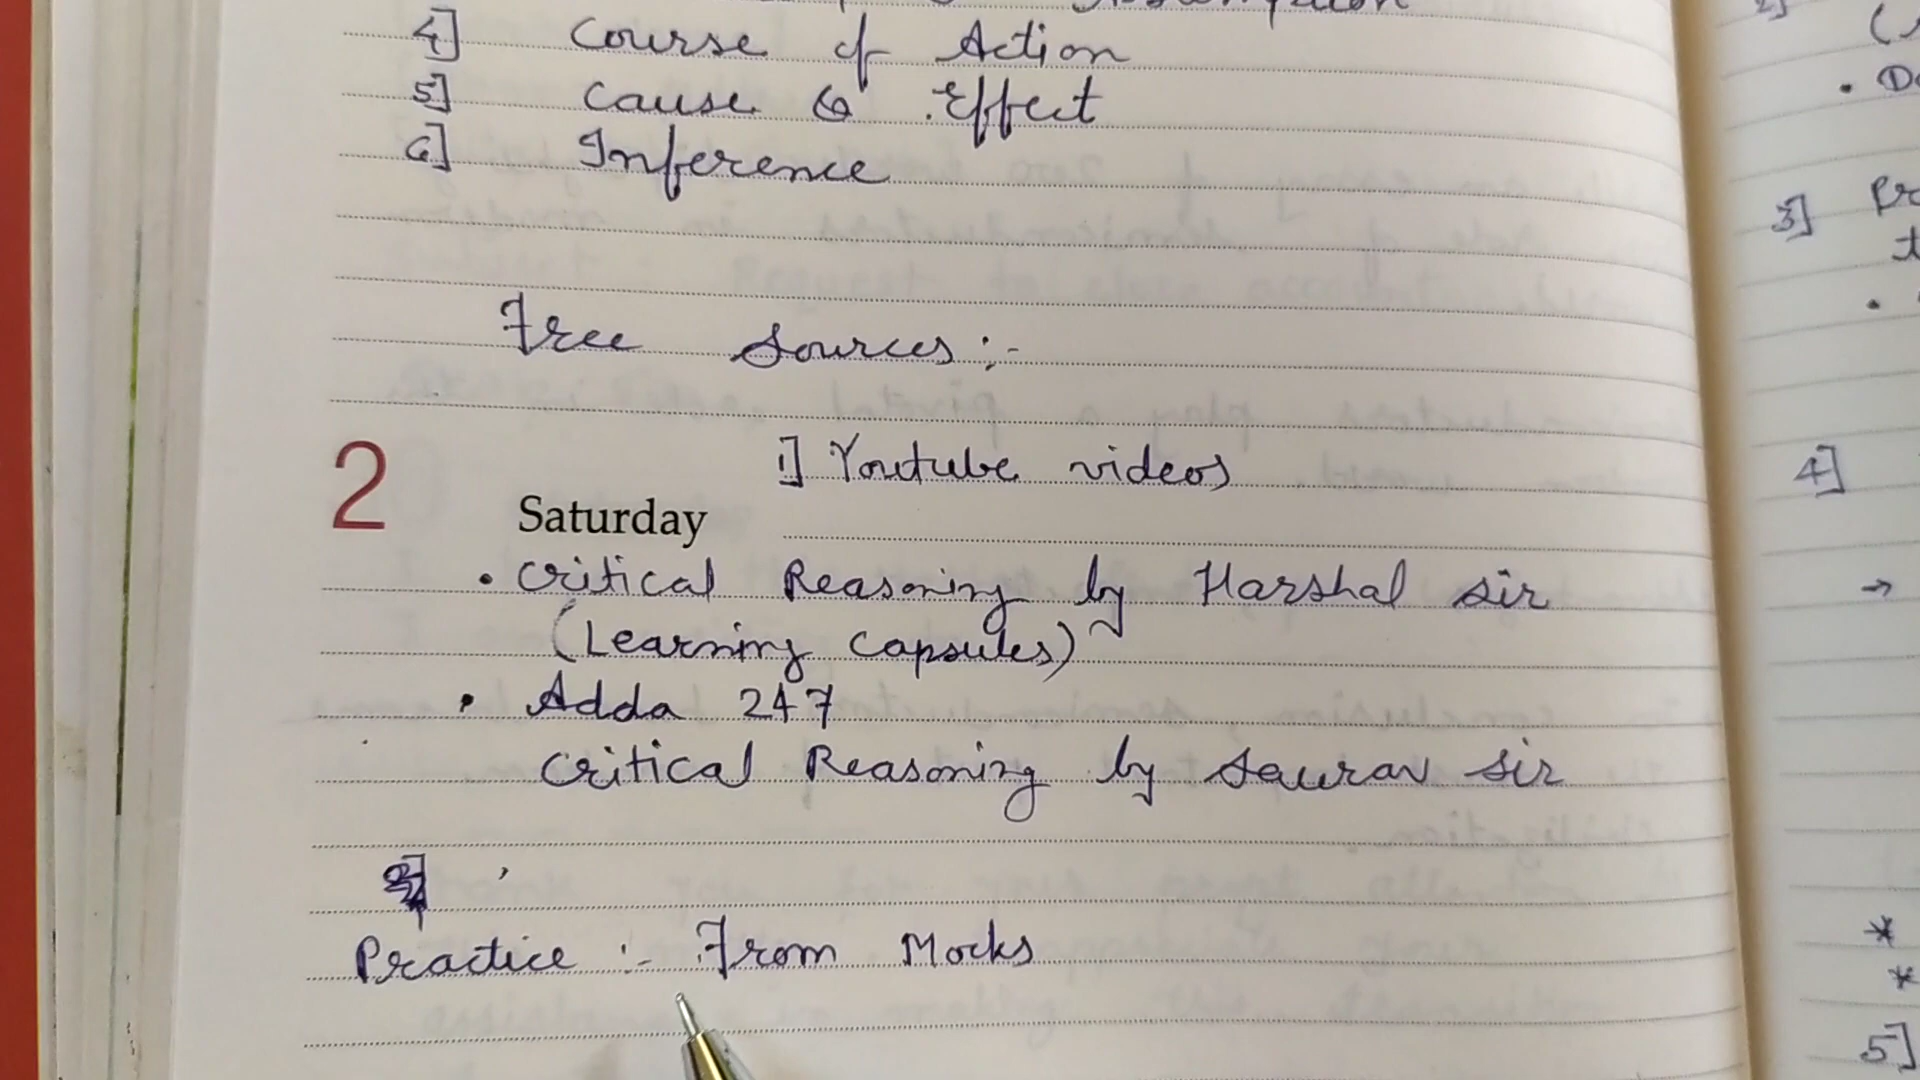 4] Course of Action
5] Cause & Effect
6] Inference
Free Sources :-
2
1] Youtube videos
Saturday
• Critical Reasoning by Harshal sir
(Learning Capsules)
• Adda 247
Critical Reasoning by Saurav sir
Practice :- From Mocks
3]
4]
5]